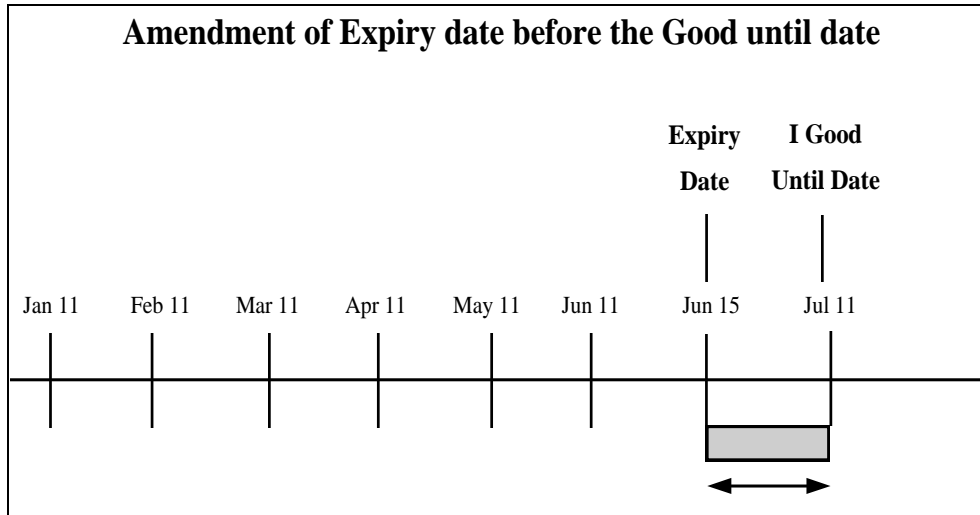 Amendment of Expiry date before the Good until date
Expiry I Good
Date Until Date
Jan 11 Feb 11 Mar 11 Apr 11 May 11 Jun 11 Jun 15 Jul 11